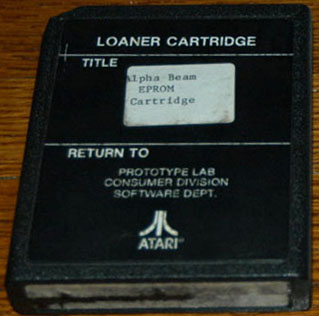 LOANER CARTRIDGE
TITLE
Alpha Beam
EPROM
Cartridge
RETURN TO
PROTOTYPE LAB
CONSUMER DIVISION
SOFTWARE DEPT.
ATARI